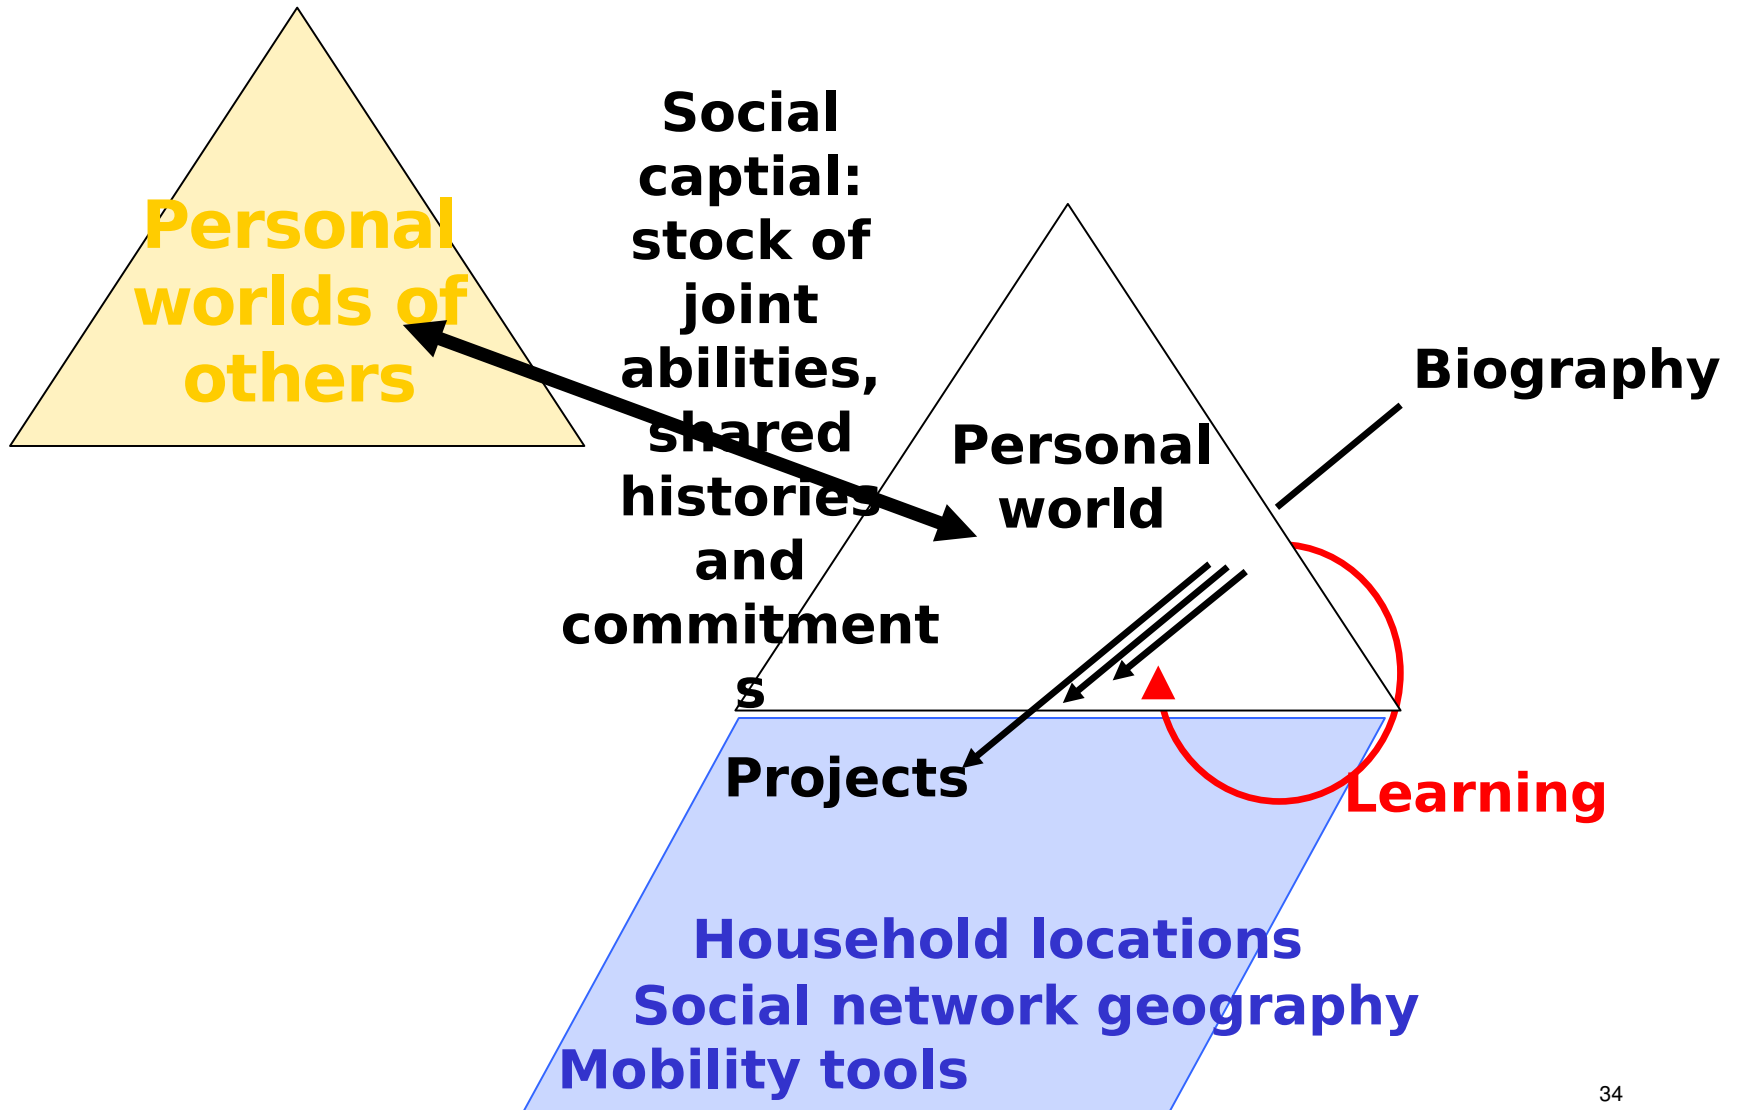 Personal
worlds of
others
Social
captial:
stock of
joint
abilities,
shared
histories
and
commitment
s
Personal
world
Biography
Projects
Learning
Household locations
Social network geography
Mobility tools
34